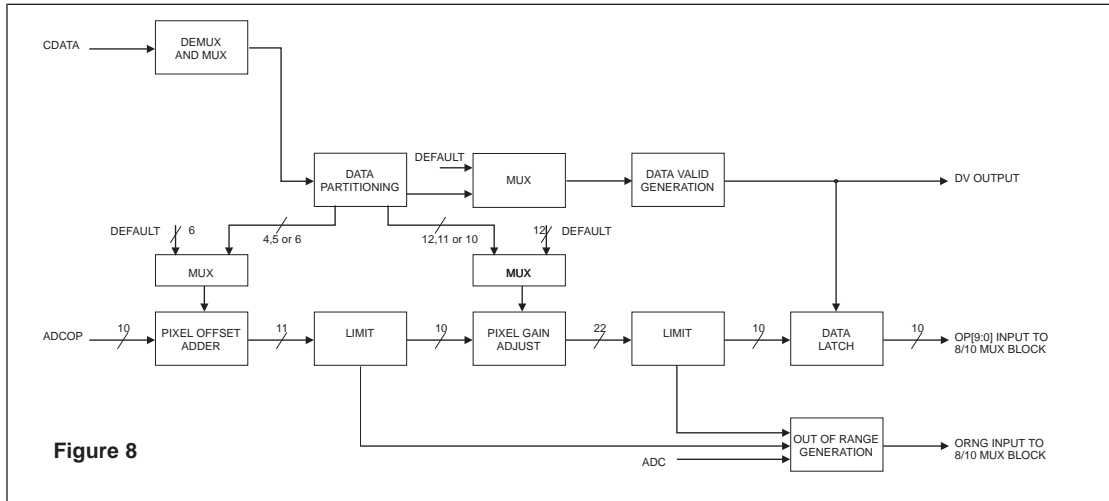 CDATA
DEMUX
AND MUX
DATA
PARTITIONING
DEFAULT
MUX
DATA VALID
GENERATION
DV OUTPUT
DEFAULT
6
4,5 or 6
12,11 or 10
12
DEFAULT
MUX
MUX
ADCOP
10
PIXEL OFFSET
ADDER
11
LIMIT
10
PIXEL GAIN
ADJUST
22
LIMIT
10
DATA
LATCH
10
OP[9:0] INPUT TO
8/10 MUX BLOCK
Figure 8
ADC
OUT OF RANGE
GENERATION
ORNG INPUT TO
8/10 MUX BLOCK